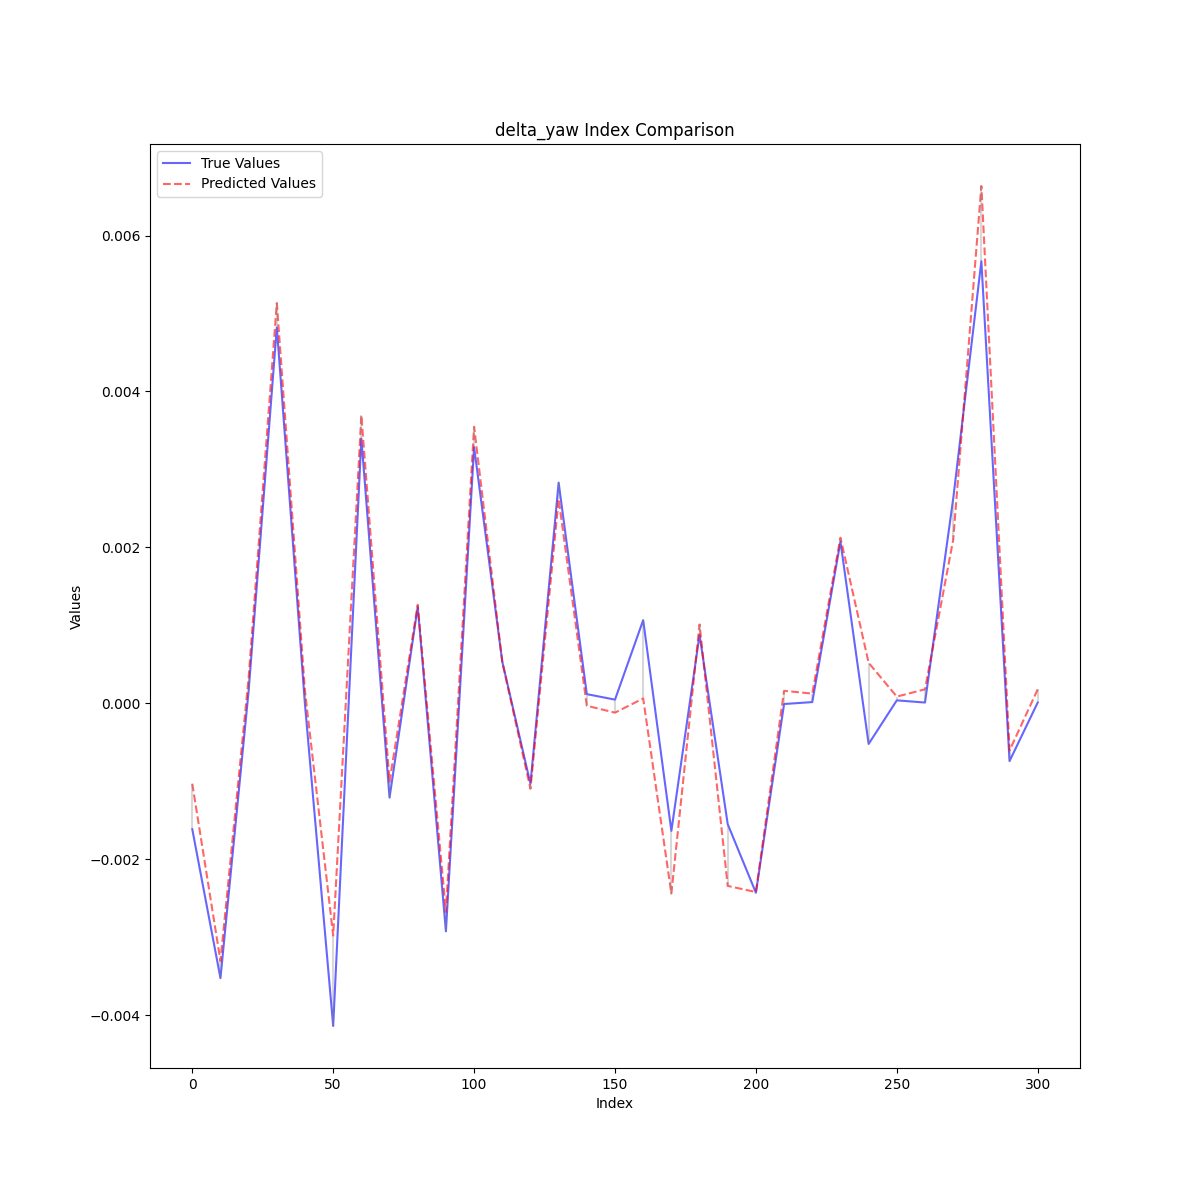 delta_yaw Index Comparison
True Values
Predicted Values
0.006
0.004
0.002
0.000
−0.002
−0.004
Values
0 50 100 150 200 250 300
Index